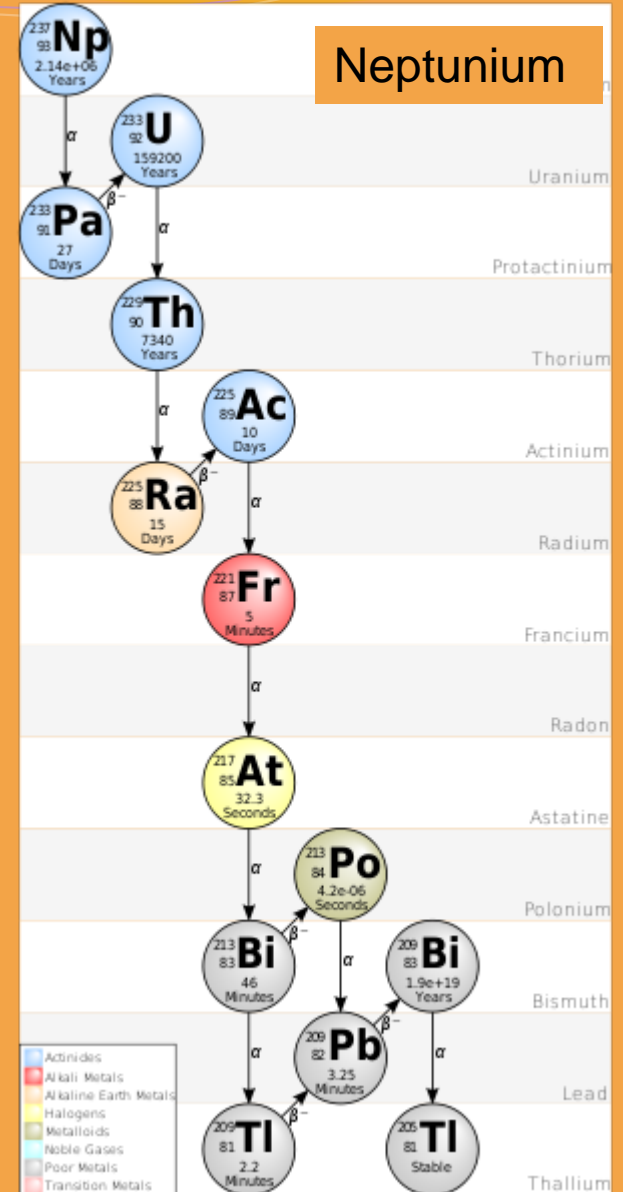 237
93 Np
2.14e+06
Years
Neptunium
α
233
92 U
159200
Years
Uranium
β⁻
233
91 Pa
27
Days
α
Protactinium
229
90 Th
7340
Years
Thorium
α
225
89 Ac
10
Days
Actinium
β⁻
225
88 Ra
15
Days
α
Radium
221
87 Fr
5
Minutes
Francium
α
Radon
217
85 At
32.3
Seconds
Astatine
α
213
84 Po
4.2e-06
Seconds
Polonium
β⁻
213
83 Bi
46
Minutes
α
209
83 Bi
1.9e+19
Years
Bismuth
β⁻
α
209
82 Pb
3.25
Minutes
α
Lead
β⁻
209
81 Tl
2.2
Minutes
205
81 Tl
Stable
Thallium
Actinides
Alkali Metals
Alkaline Earth Metals
Halogens
Metalloids
Noble Gases
Poor Metals
Transition Metals